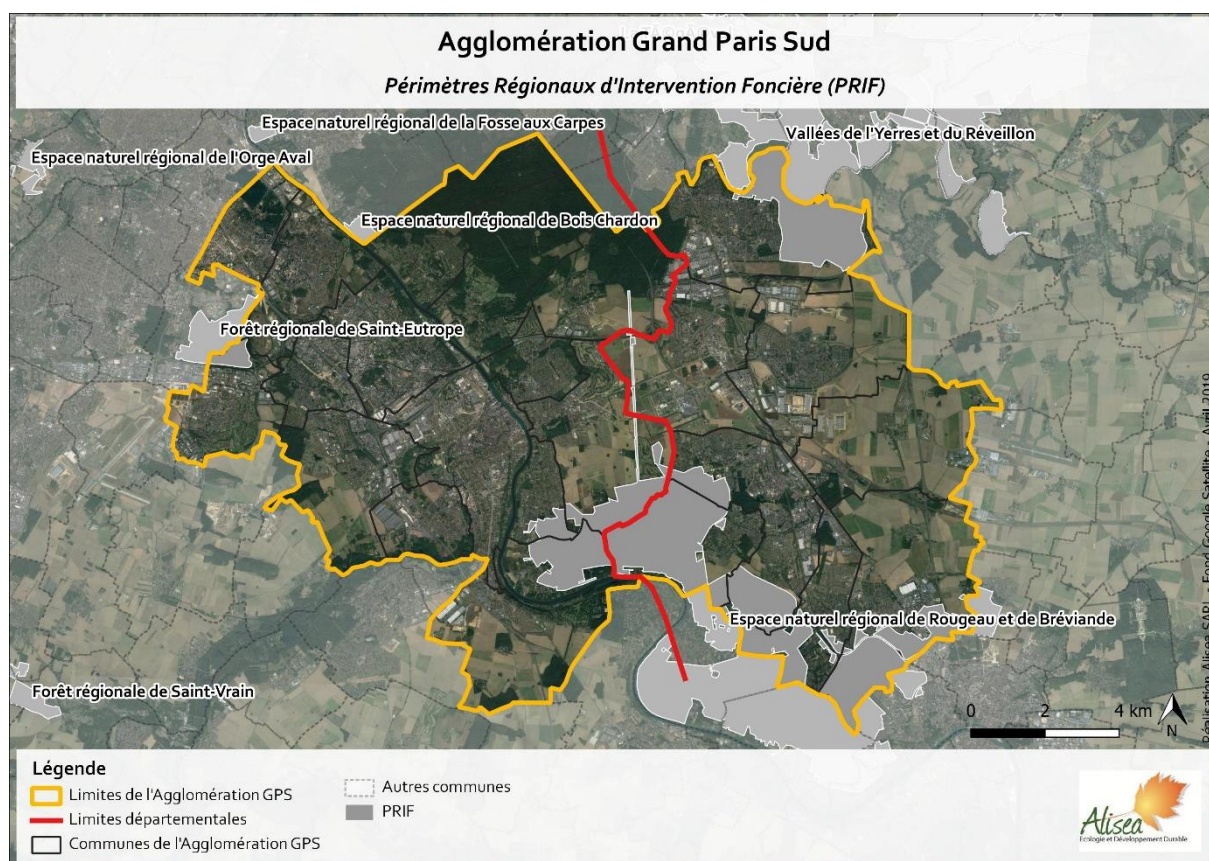 Agglomération Grand Paris Sud
Périmètres Régionaux d'Intervention Foncière (PRIF)
Espace naturel régional de la Fosse aux Carpes
Vallées de l'Yerres et du Réveillon
Espace naturel régional de l'Orge Aval
Espace naturel régional de Bois Chardon
Forêt régionale de Saint-Eutrope
Espace naturel régional de Rougeau et de Bréviande
Forêt régionale de Saint-Vrain
0 2 4 km
N
Réalisation Alisea SARL - Fond Google Satellite - Avril 2019
Légende
Limites de l'Agglomération GPS
Limites départementales
Communes de l'Agglomération GPS
Autres communes
PRIF
Alisea
Ecologie et Développement Durable